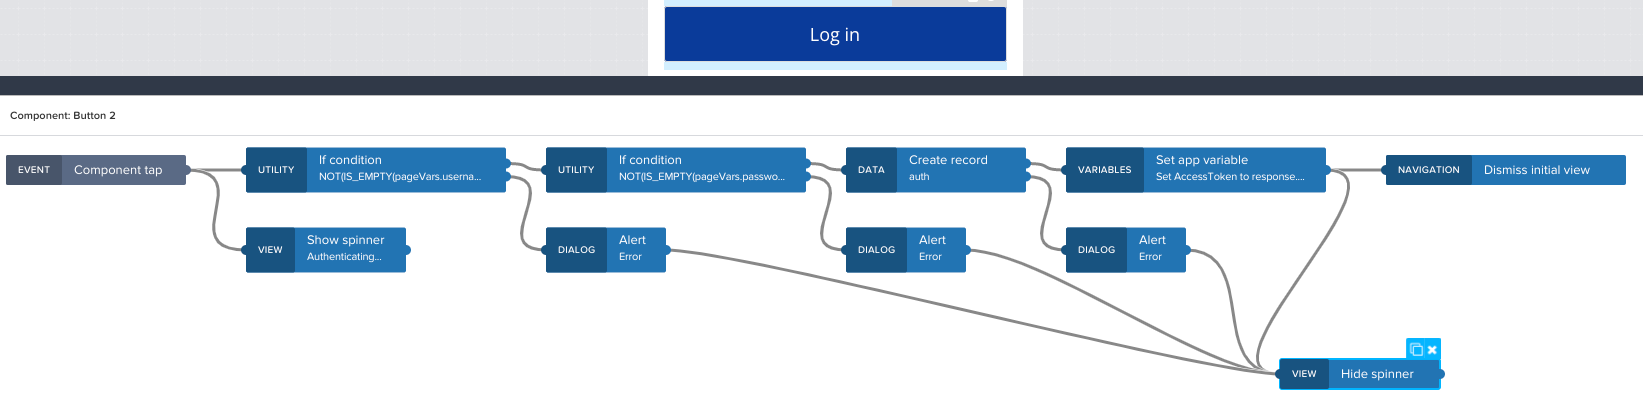 Log in
Component: Button 2
EVENT
Component tap
UTILITY
If condition
NOT(IS_EMPTY(pageVars.userna...
UTILITY
If condition
NOT(IS_EMPTY(pageVars.passwo...
DATA
Create record
auth
VARIABLES
Set app variable
Set AccessToken to response....
NAVIGATION
Dismiss initial view
VIEW
Show spinner
Authenticating...
DIALOG
Alert
Error
DIALOG
Alert
Error
DIALOG
Alert
Error
VIEW
Hide spinner